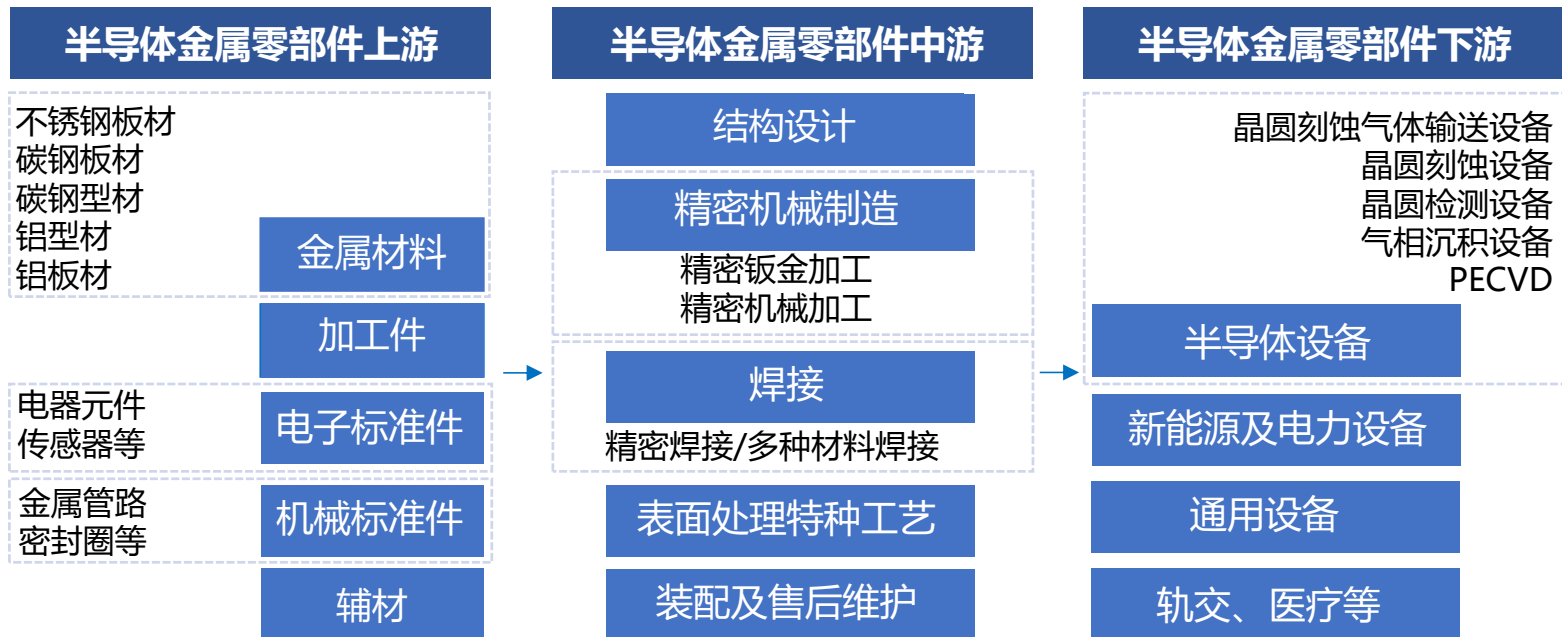 半导体金属零部件上游
不锈钢板材
碳钢板材
碳钢型材
铝型材
铝板材
金属材料
加工件
电器元件
传感器等
电子标准件
金属管路
密封圈等
机械标准件
辅材
半导体金属零部件中游
结构设计
精密机械制造
精密钣金加工
精密机械加工
焊接
精密焊接/多种材料焊接
表面处理特种工艺
装配及售后维护
半导体金属零部件下游
晶圆刻蚀气体输送设备
晶圆刻蚀设备
晶圆检测设备
气相沉积设备
PECVD
半导体设备
新能源及电力设备
通用设备
轨交、医疗等